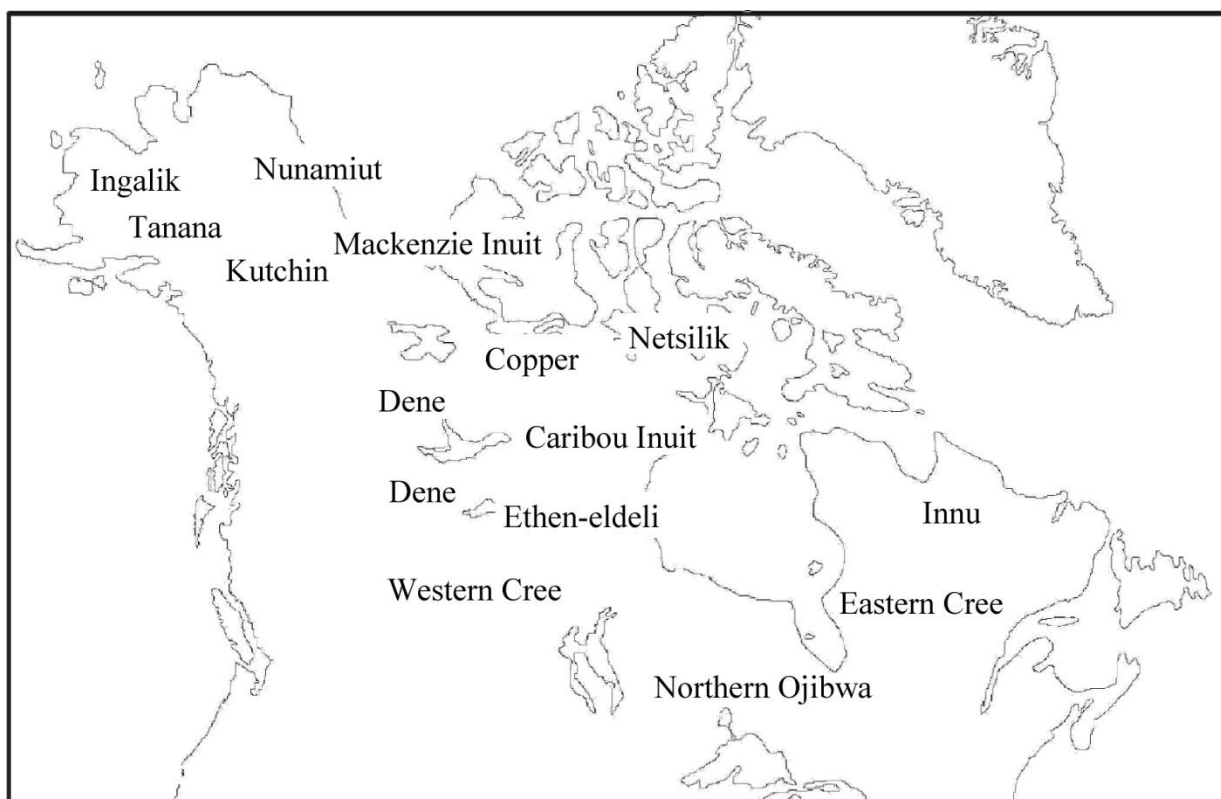 Nunamiut
Ingalik
Tanana
Mackenzie Inuit
Kutchin
Netsilik
Copper
Dene
Caribou Inuit
Dene
Ethen-eldeli
Innu
Western Cree
Eastern Cree
Northern Ojibwa